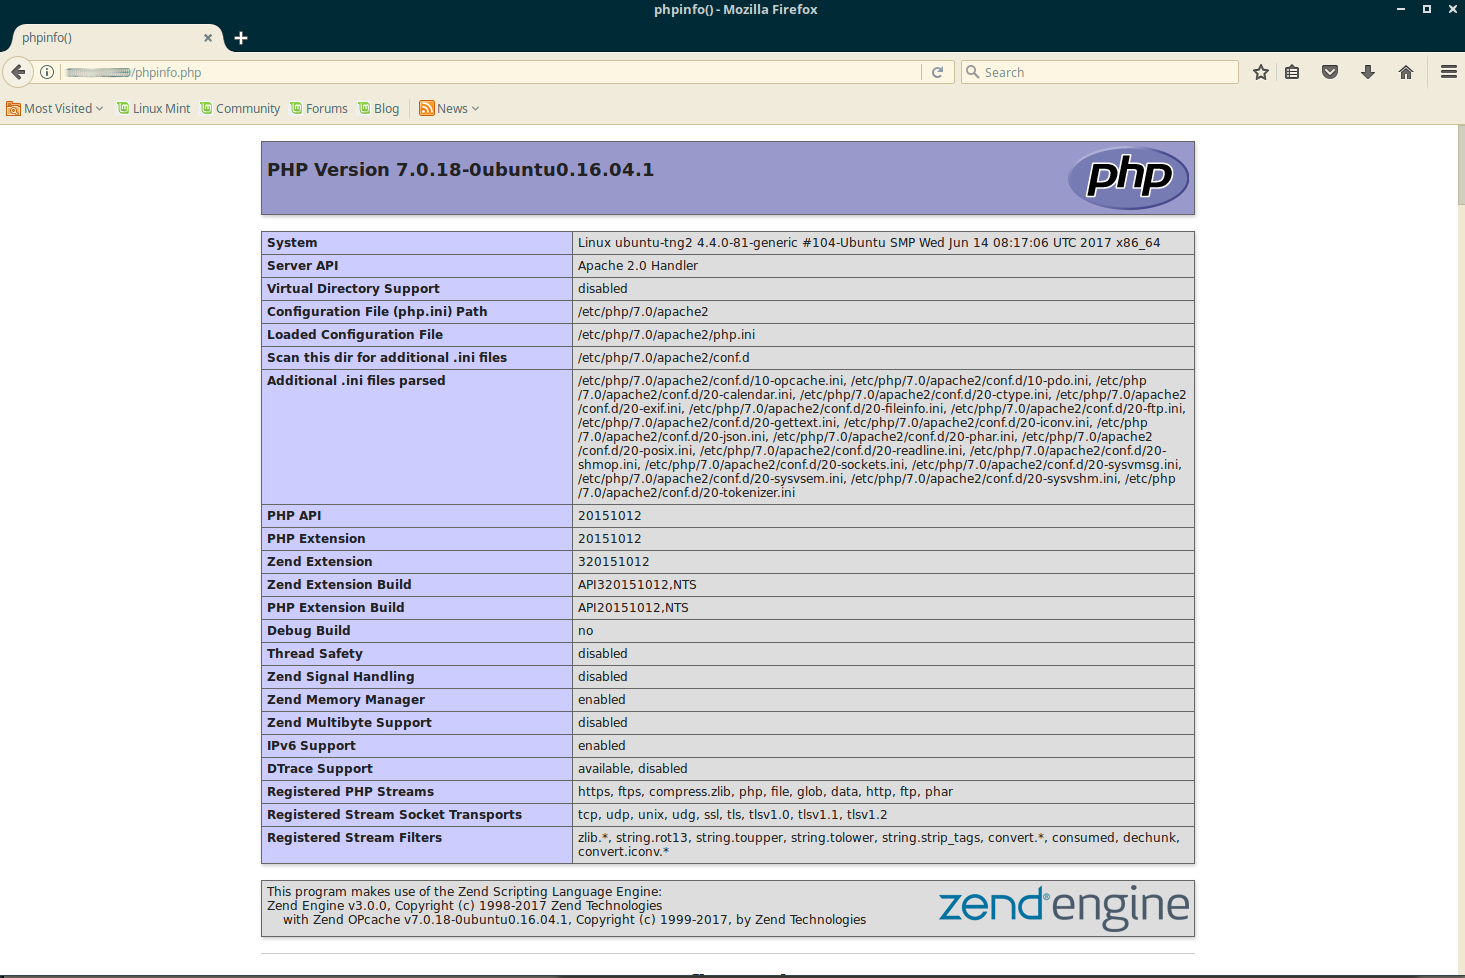 phpinfo() - Mozilla Firefox
phpinfo()
/phpinfo.php
Search
Most Visited
Linux Mint
Community
Forums
Blog
News
PHP Version 7.0.18-0ubuntu0.16.04.1
php
System Linux ubuntu-tng2 4.4.0-81-generic #104-Ubuntu SMP Wed Jun 14 08:17:06 UTC 2017 x86_64
Server API Apache 2.0 Handler
Virtual Directory Support disabled
Configuration File (php.ini) Path /etc/php/7.0/apache2
Loaded Configuration File /etc/php/7.0/apache2/php.ini
Scan this dir for additional .ini files /etc/php/7.0/apache2/conf.d
Additional .ini files parsed /etc/php/7.0/apache2/conf.d/10-opcache.ini, /etc/php/7.0/apache2/conf.d/10-pdo.ini, /etc/php
/7.0/apache2/conf.d/20-calendar.ini, /etc/php/7.0/apache2/conf.d/20-ctype.ini, /etc/php/7.0/apache2
/conf.d/20-exif.ini, /etc/php/7.0/apache2/conf.d/20-fileinfo.ini, /etc/php/7.0/apache2/conf.d/20-ftp.ini,
/etc/php/7.0/apache2/conf.d/20-gettext.ini, /etc/php/7.0/apache2/conf.d/20-iconv.ini, /etc/php
/7.0/apache2/conf.d/20-json.ini, /etc/php/7.0/apache2/conf.d/20-phar.ini, /etc/php/7.0/apache2
/conf.d/20-posix.ini, /etc/php/7.0/apache2/conf.d/20-readline.ini, /etc/php/7.0/apache2/conf.d/20-
shmop.ini, /etc/php/7.0/apache2/conf.d/20-sockets.ini, /etc/php/7.0/apache2/conf.d/20-sysvmsg.ini,
/etc/php/7.0/apache2/conf.d/20-sysvsem.ini, /etc/php/7.0/apache2/conf.d/20-sysvshm.ini, /etc/php
/7.0/apache2/conf.d/20-tokenizer.ini
PHP API 20151012
PHP Extension 20151012
Zend Extension 320151012
Zend Extension Build API320151012,NTS
PHP Extension Build API20151012,NTS
Debug Build no
Thread Safety disabled
Zend Signal Handling disabled
Zend Memory Manager enabled
Zend Multibyte Support disabled
IPv6 Support enabled
DTrace Support available, disabled
Registered PHP Streams https, ftps, compress.zlib, php, file, glob, data, http, ftp, phar
Registered Stream Socket Transports tcp, udp, unix, udg, ssl, tls, tlsv1.0, tlsv1.1, tlsv1.2
Registered Stream Filters zlib.*, string.rot13, string.toupper, string.tolower, string.strip_tags, convert.*, consumed, dechunk,
convert.iconv.*
This program makes use of the Zend Scripting Language Engine:
Zend Engine v3.0.0, Copyright (c) 1998-2017 Zend Technologies
with Zend OPcache v7.0.18-0ubuntu0.16.04.1, Copyright (c) 1999-2017, by Zend Technologies
zend® engine